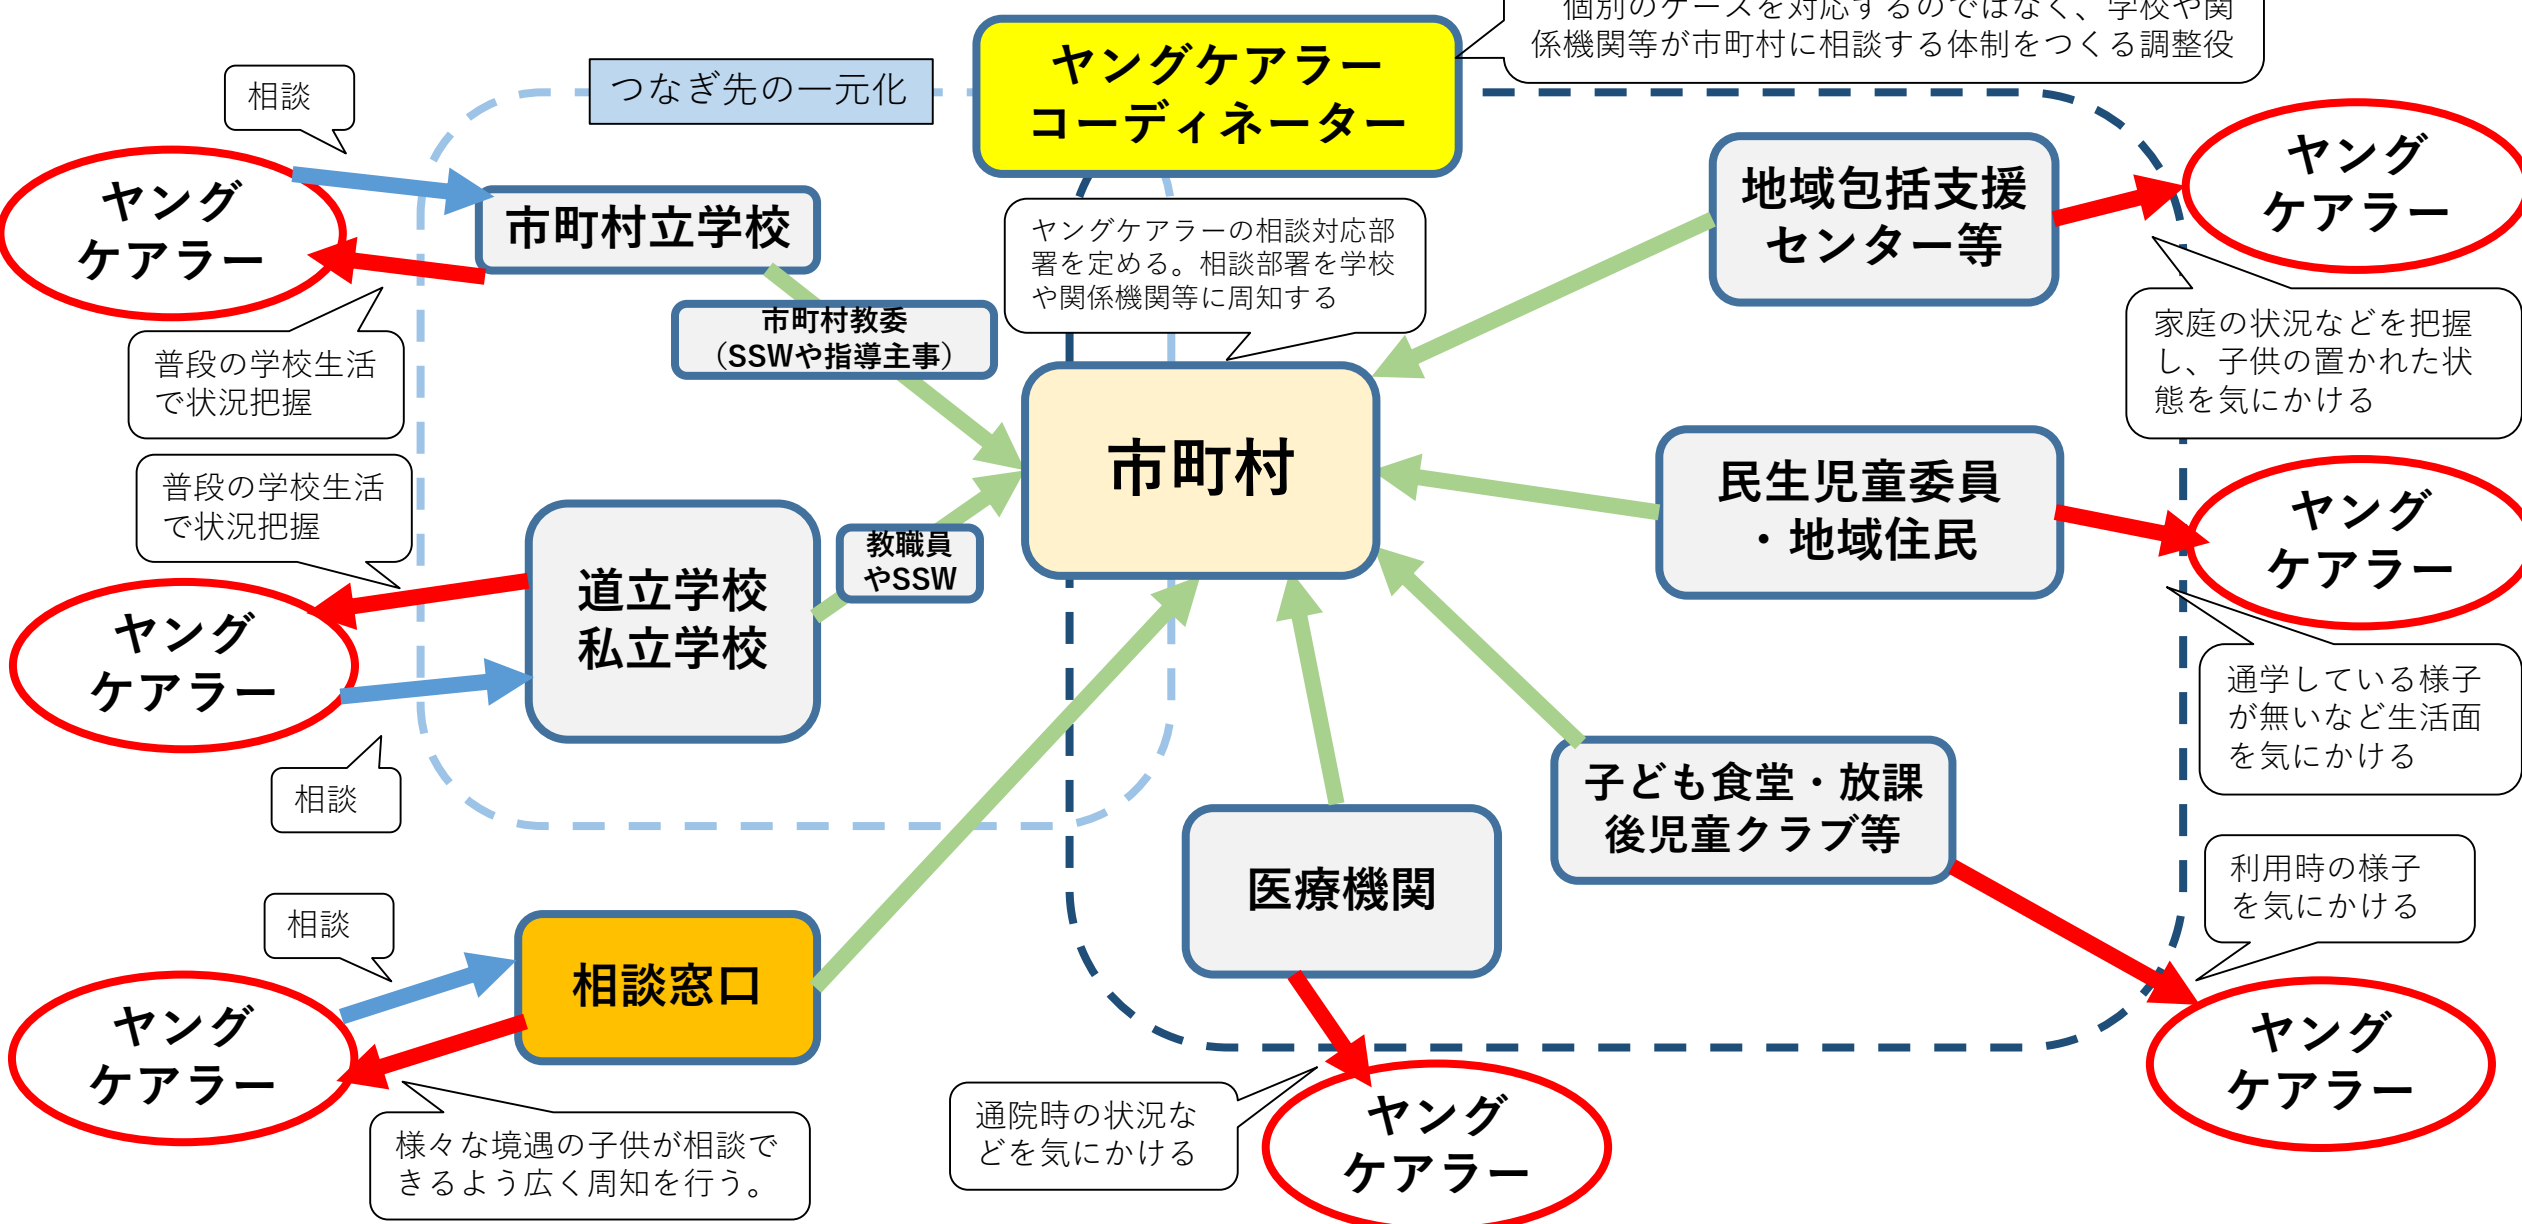 個別のケースを対応するのではなく、学校や関
係機関等が市町村に相談する体制をつくる調整役
ヤングケアラー
コーディネーター
つなぎ先の一元化
相談
ヤング
ケアラー
市町村立学校
ヤングケアラーの相談対応部
署を定める。相談部署を学校
や関係機関等に周知する
地域包括支援
センター等
ヤング
ケアラー
市町村教委
（SSWや指導主事）
普段の学校生活
で状況把握
家庭の状況などを把握
し、子供の置かれた状
態を気にかける
市町村
普段の学校生活
で状況把握
民生児童委員
・地域住民
ヤング
ケアラー
道立学校
私立学校
教職員
やSSW
ヤング
ケアラー
通学している様子
が無いなど生活面
を気にかける
相談
子ども食堂・放課
後児童クラブ等
医療機関
利用時の様子
を気にかける
相談
相談窓口
ヤング
ケアラー
ヤング
ケアラー
様々な境遇の子供が相談で
きるよう広く周知を行う。
通院時の状況な
どを気にかける
ヤング
ケアラー